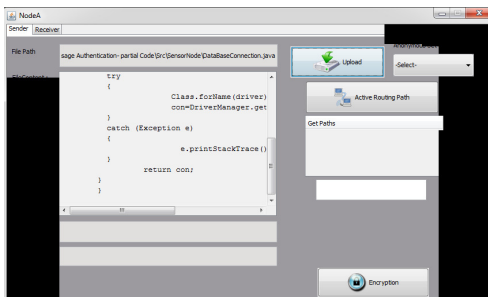 NodeA
Sender Receiver
File Path
sage Authentication- partial Code\Src\SensorNode\DataBaseConnection.java
Upload
-Select-
try
{
Class.forName(driver)
con=DriverManager.get
}
catch (Exception e)
{
e.printStackTrace()
}
return con;
}
}
Active Routing Path
Get Paths
Encryption